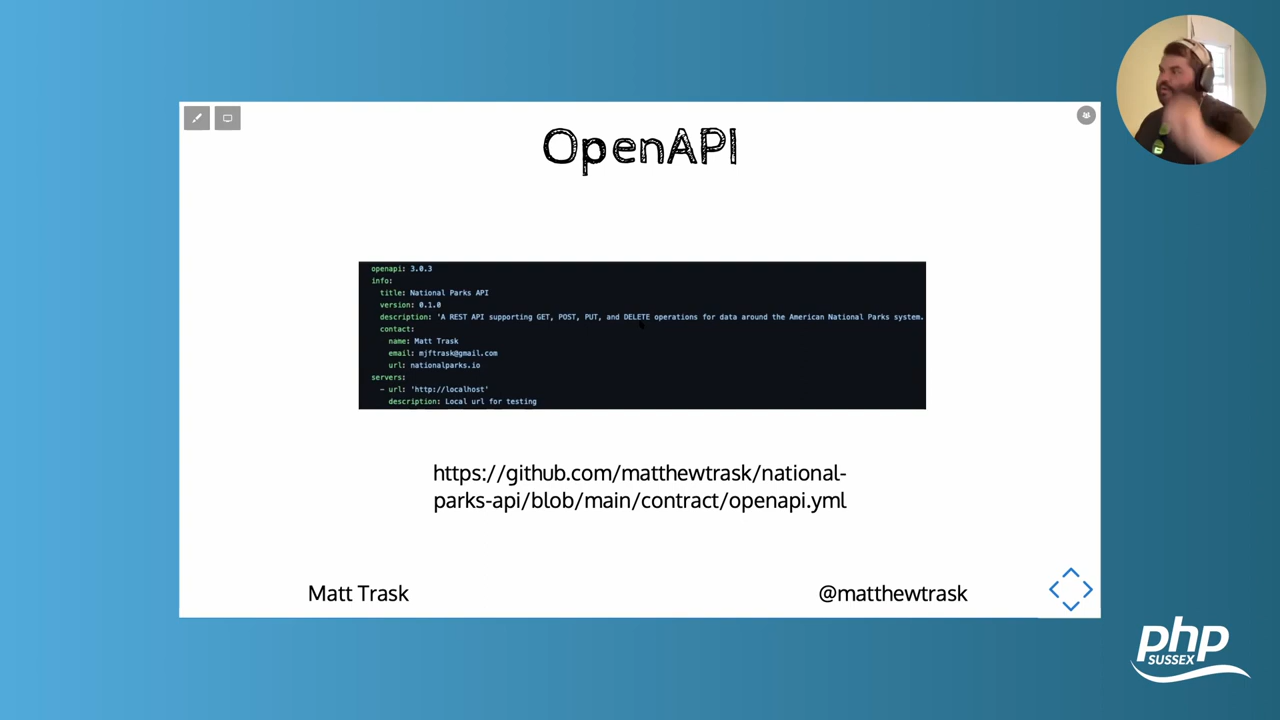 OpenAPI
openapi: 3.0.3
info:
title: National Parks API
version: 0.1.0
description: 'A REST API supporting GET, POST, PUT, and DELETE operations for data around the American National Parks system.
contact:
name: Matt Trask
email: mjftrask@gmail.com
url: nationalparks.io
servers:
- url: 'http://localhost'
description: Local url for testing
https://github.com/matthewtrask/national-
parks-api/blob/main/contract/openapi.yml
Matt Trask
@matthewtrask
php
SUSSEX